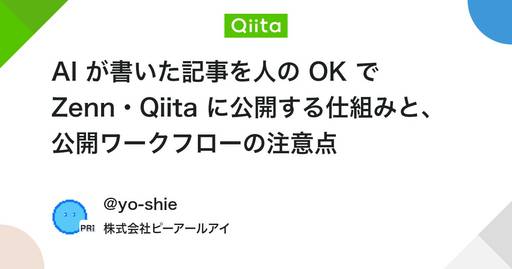 Qiita
AI が書いた記事を人の OK で
Zenn・Qiita に公開する仕組みと、
公開ワークフローの注意点
@yo-shie
PRI
株式会社ピーアールアイ